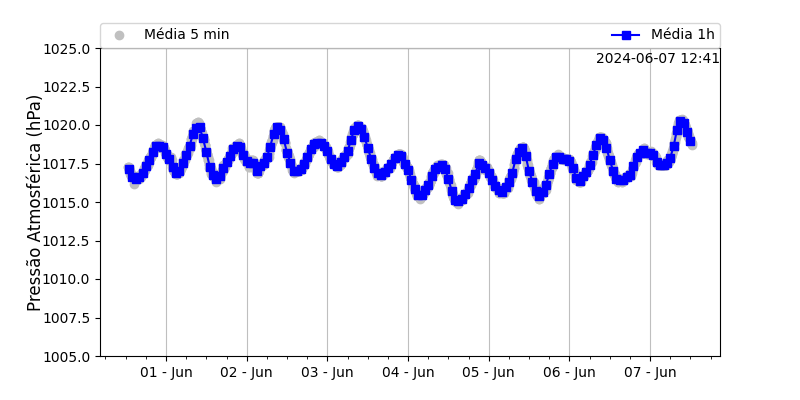 Média 5 min
Média 1h
2024-06-07 12:41
Pressão Atmosférica (hPa)
1025.0
1022.5
1020.0
1017.5
1015.0
1012.5
1010.0
1007.5
1005.0
01 - Jun
02 - Jun
03 - Jun
04 - Jun
05 - Jun
06 - Jun
07 - Jun